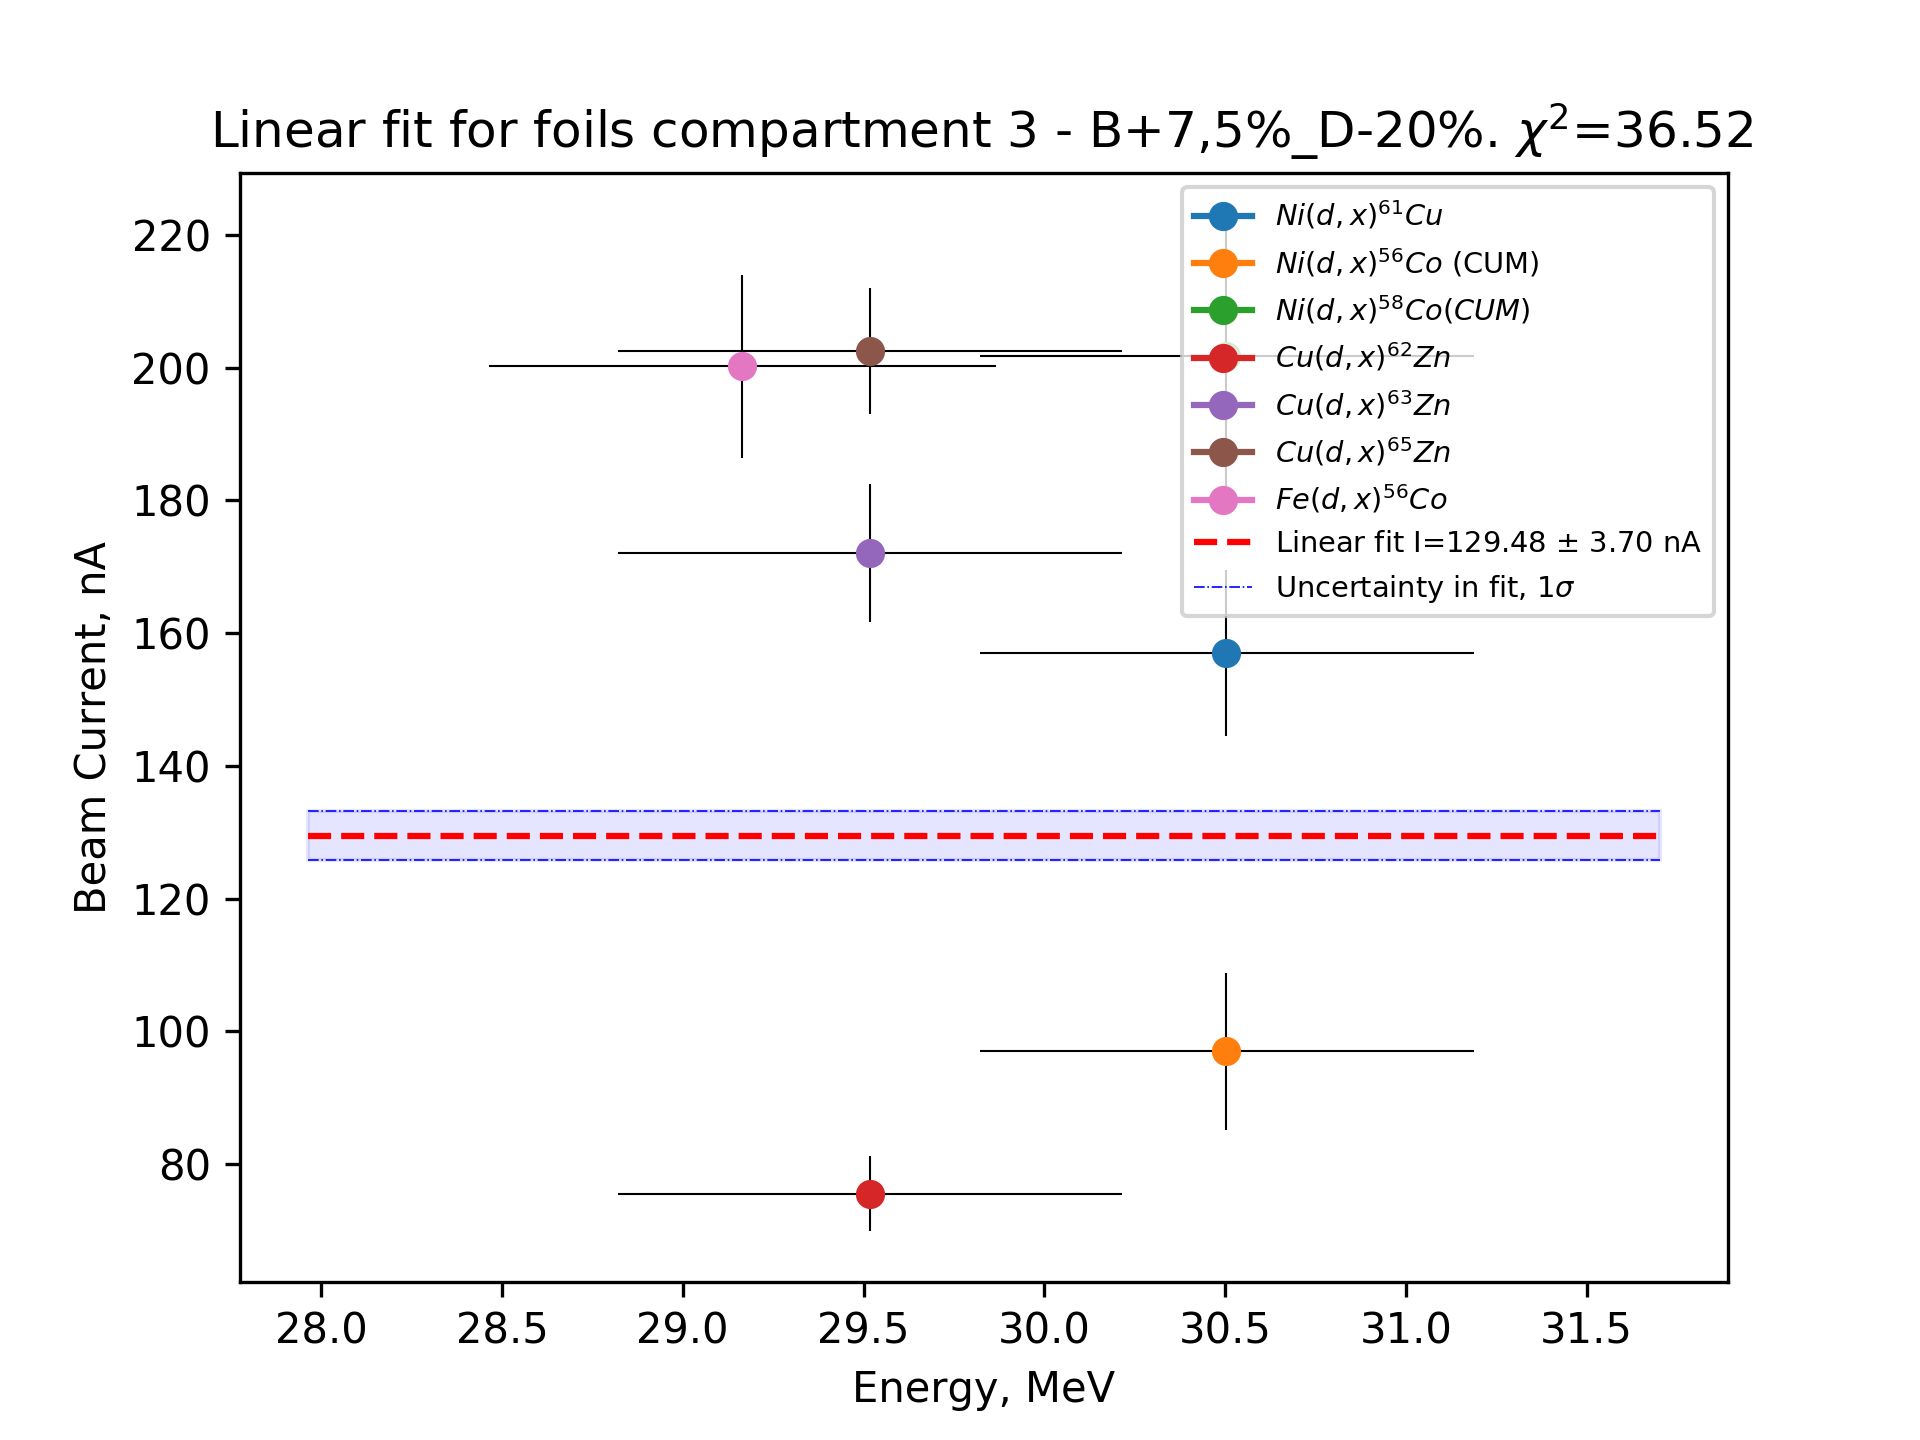 Linear fit for foils compartment 3 - B+7,5%_D-20%. χ²=36.52
220
200
180
160
140
120
100
80
Beam Current, nA
Ni(d, x)⁶¹Cu
Ni(d, x)⁵⁶Co (CUM)
Ni(d, x)⁵⁸Co(CUM)
Cu(d, x)⁶²Zn
Cu(d, x)⁶³Zn
Cu(d, x)⁶⁵Zn
Fe(d, x)⁵⁶Co
Linear fit I=129.48 ± 3.70 nA
Uncertainty in fit, 1σ
28.0 28.5 29.0 29.5 30.0 30.5 31.0 31.5
Energy, MeV